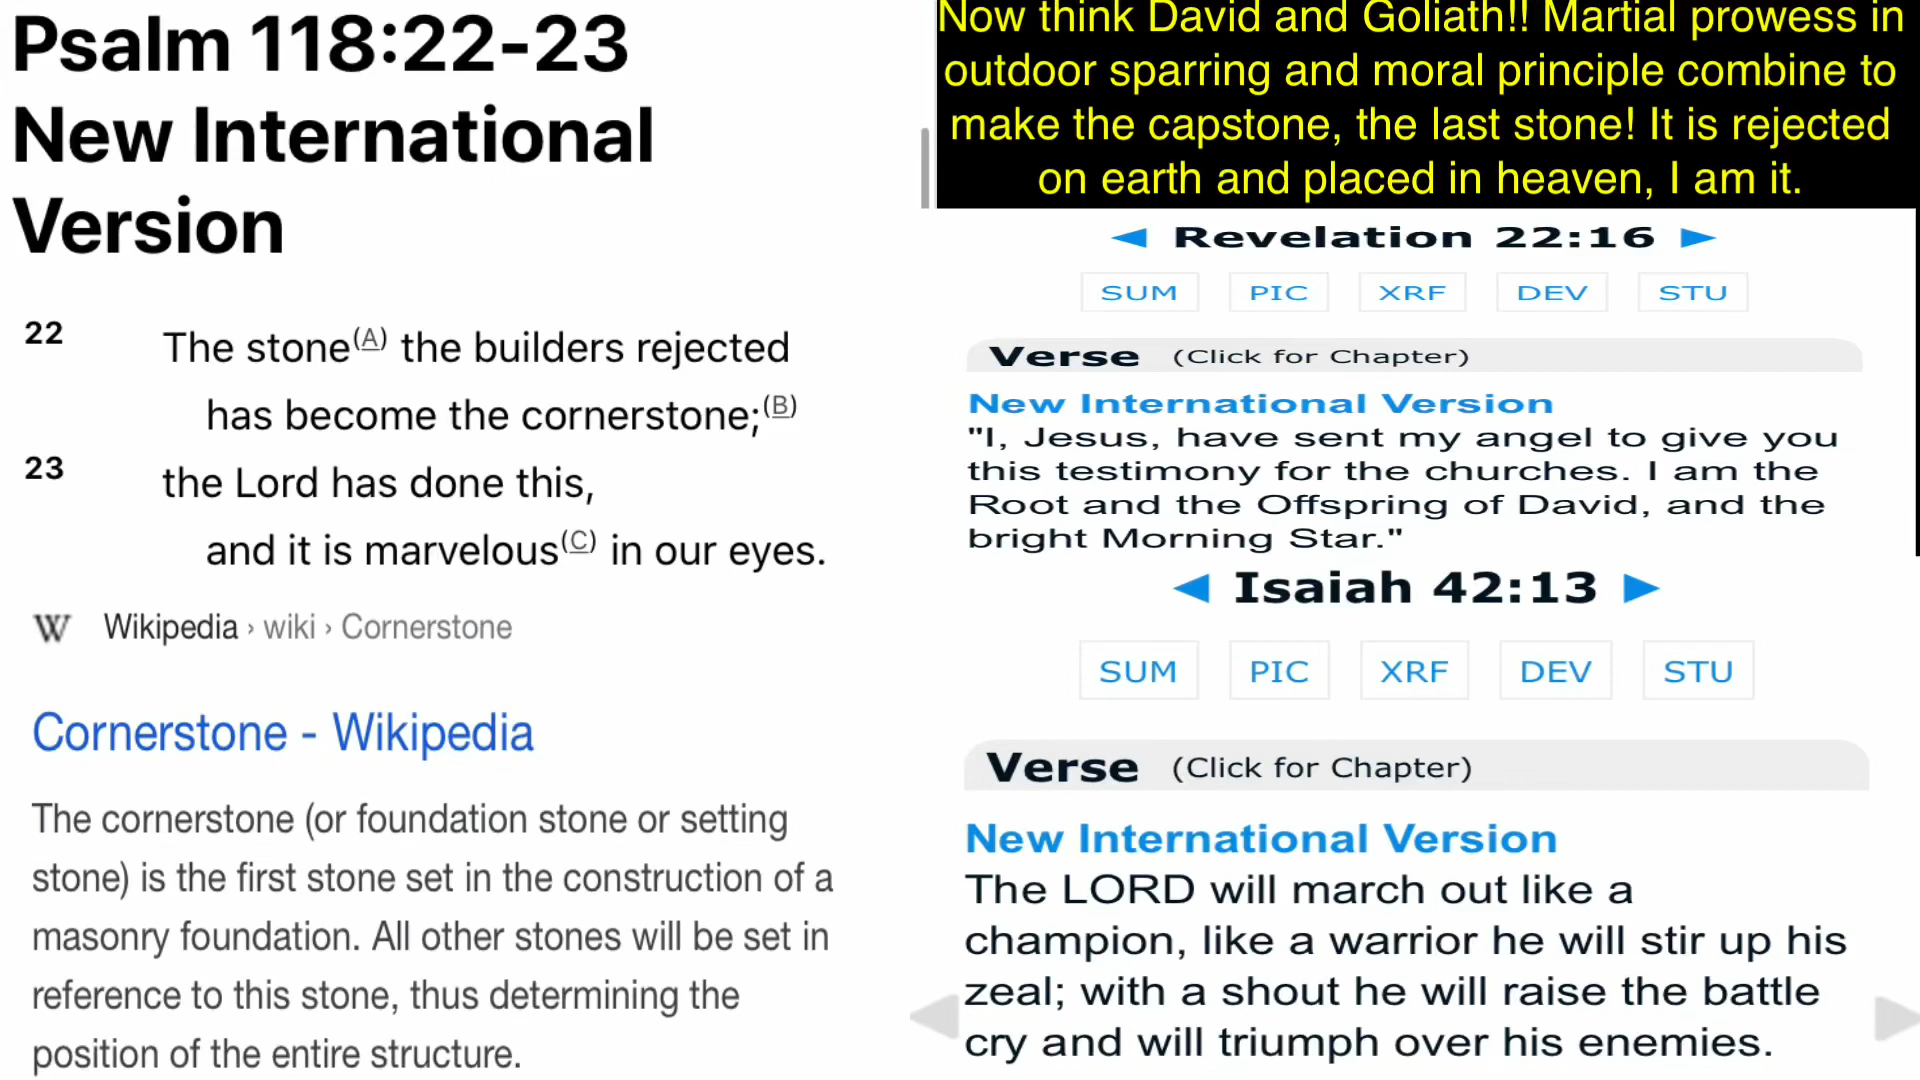 Psalm 118:22-23
New International
Version
22 The stone(A) the builders rejected
has become the cornerstone;(B)
23 the Lord has done this,
and it is marvelous(C) in our eyes.
W Wikipedia › wiki › Cornerstone
Cornerstone - Wikipedia
The cornerstone (or foundation stone or setting
stone) is the first stone set in the construction of a
masonry foundation. All other stones will be set in
reference to this stone, thus determining the
position of the entire structure.
Now think David and Goliath!! Martial prowess in
outdoor sparring and moral principle combine to
make the capstone, the last stone! It is rejected
on earth and placed in heaven, I am it.
◄ Revelation 22:16 ►
SUM PIC XRF DEV STU
Verse (Click for Chapter)
New International Version
"I, Jesus, have sent my angel to give you
this testimony for the churches. I am the
Root and the Offspring of David, and the
bright Morning Star."
◄ Isaiah 42:13 ►
SUM PIC XRF DEV STU
Verse (Click for Chapter)
New International Version
The LORD will march out like a
champion, like a warrior he will stir up his
zeal; with a shout he will raise the battle
cry and will triumph over his enemies.